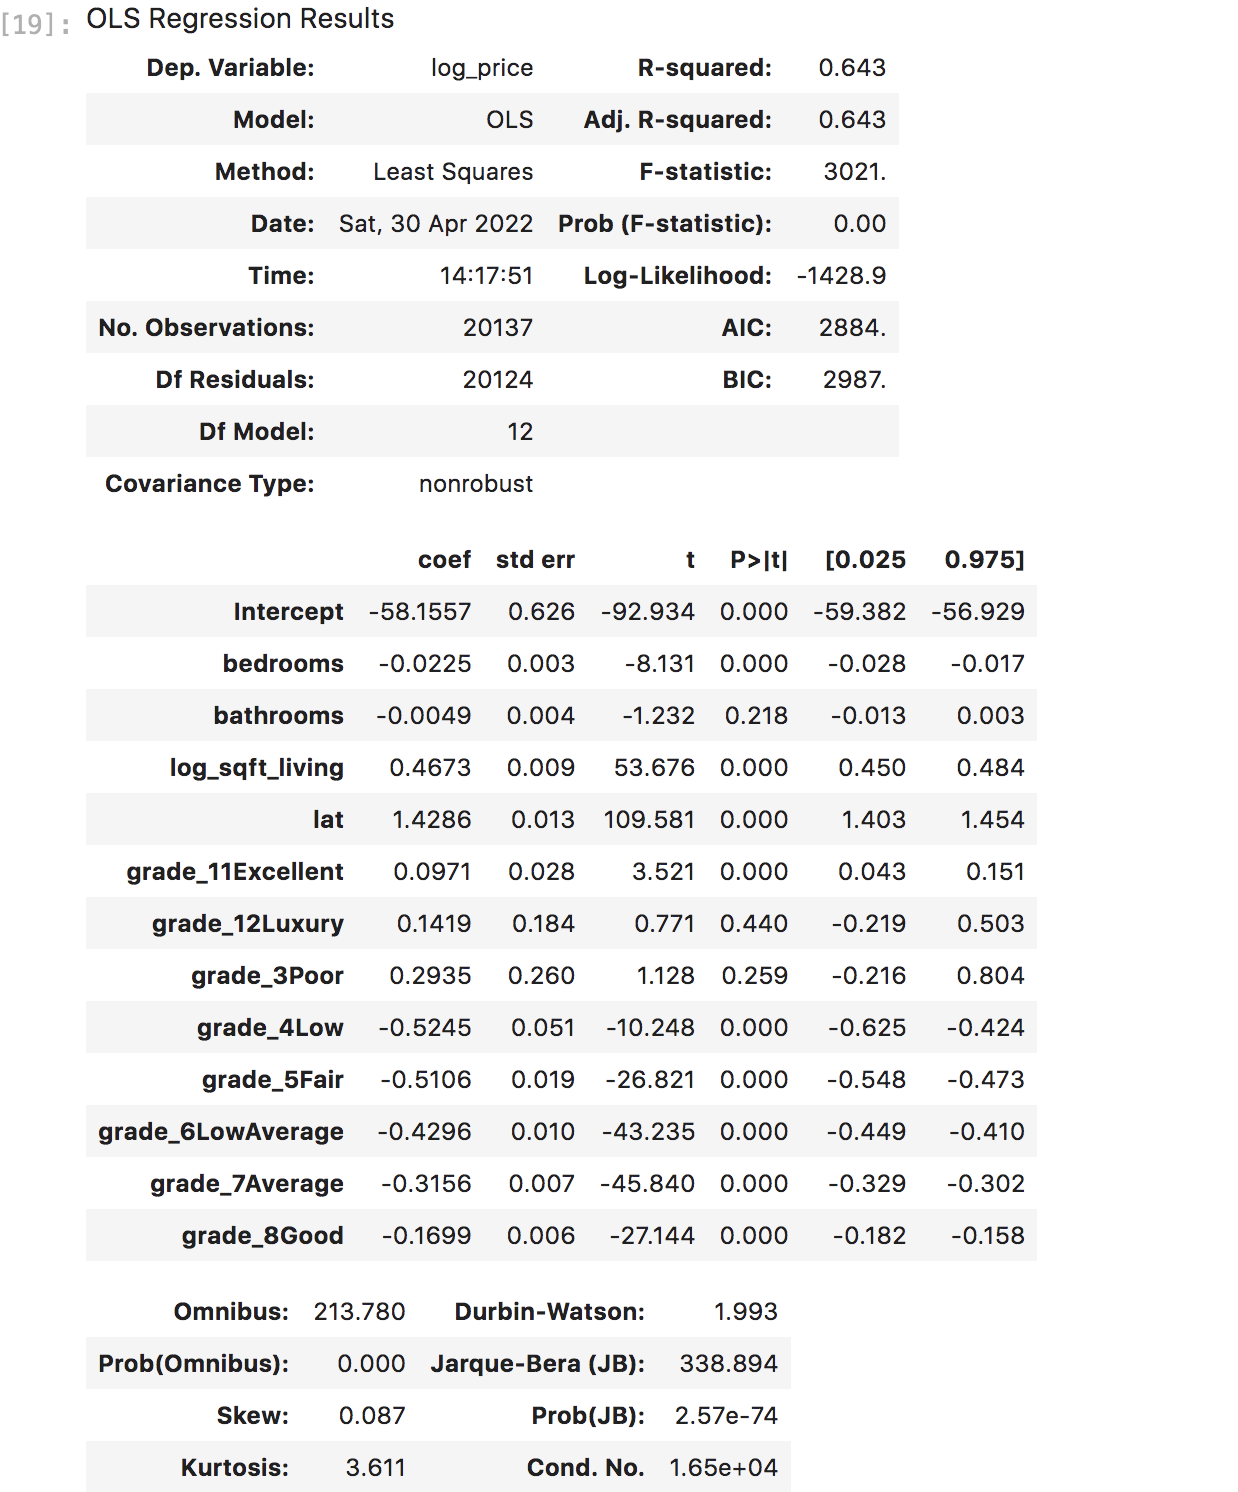 [19]: OLS Regression Results
Dep. Variable: log_price R-squared: 0.643
Model: OLS Adj. R-squared: 0.643
Method: Least Squares F-statistic: 3021.
Date: Sat, 30 Apr 2022 Prob (F-statistic): 0.00
Time: 14:17:51 Log-Likelihood: -1428.9
No. Observations: 20137 AIC: 2884.
Df Residuals: 20124 BIC: 2987.
Df Model: 12
Covariance Type: nonrobust
coef std err t P>|t| [0.025 0.975]
Intercept -58.1557 0.626 -92.934 0.000 -59.382 -56.929
bedrooms -0.0225 0.003 -8.131 0.000 -0.028 -0.017
bathrooms -0.0049 0.004 -1.232 0.218 -0.013 0.003
log_sqft_living 0.4673 0.009 53.676 0.000 0.450 0.484
lat 1.4286 0.013 109.581 0.000 1.403 1.454
grade_11Excellent 0.0971 0.028 3.521 0.000 0.043 0.151
grade_12Luxury 0.1419 0.184 0.771 0.440 -0.219 0.503
grade_3Poor 0.2935 0.260 1.128 0.259 -0.216 0.804
grade_4Low -0.5245 0.051 -10.248 0.000 -0.625 -0.424
grade_5Fair -0.5106 0.019 -26.821 0.000 -0.548 -0.473
grade_6LowAverage -0.4296 0.010 -43.235 0.000 -0.449 -0.410
grade_7Average -0.3156 0.007 -45.840 0.000 -0.329 -0.302
grade_8Good -0.1699 0.006 -27.144 0.000 -0.182 -0.158
Omnibus: 213.780 Durbin-Watson: 1.993
Prob(Omnibus): 0.000 Jarque-Bera (JB): 338.894
Skew: 0.087 Prob(JB): 2.57e-74
Kurtosis: 3.611 Cond. No. 1.65e+04